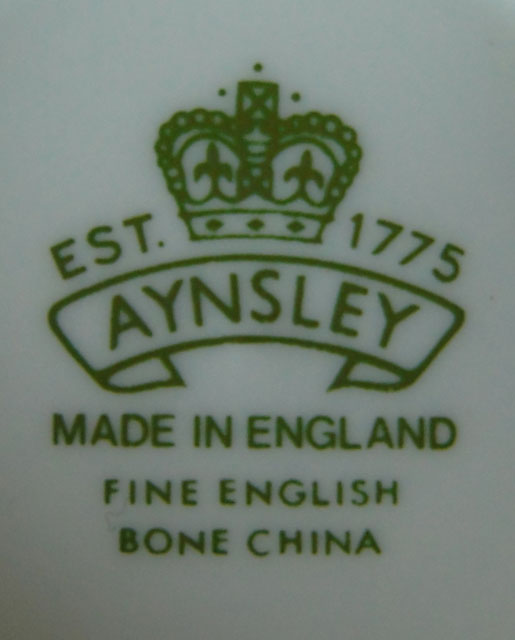 EST. 1775
AYNSLEY
MADE IN ENGLAND
FINE ENGLISH
BONE CHINA